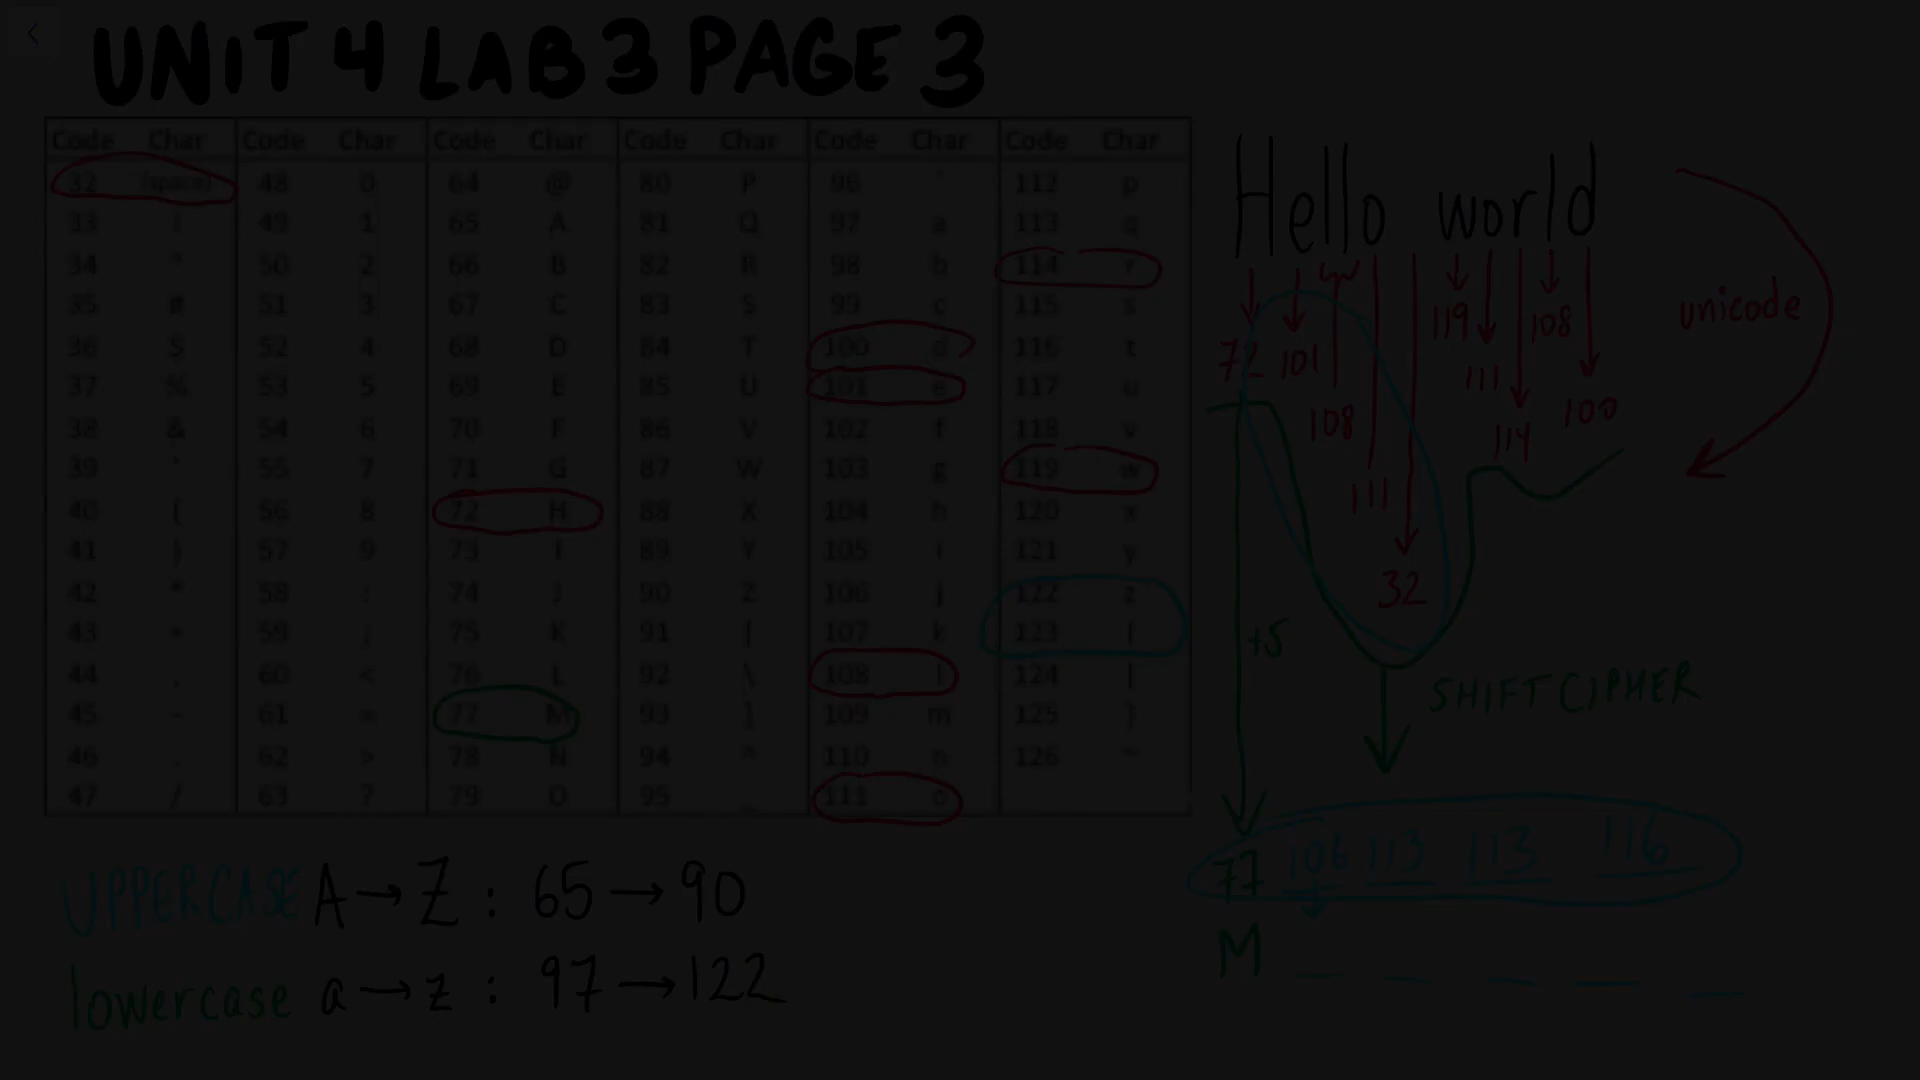 UNIT 4 LAB 3 PAGE 3
Code Char Code Char Code Char Code Char Code Char Code Char
32 (space) 48 0 64 @ 80 P 96 ` 112 p
33 ! 49 1 65 A 81 Q 97 a 113 q
34 " 50 2 66 B 82 R 98 b 114 r
35 # 51 3 67 C 83 S 99 c 115 s
36 $ 52 4 68 D 84 T 100 d 116 t
37 % 53 5 69 E 85 U 101 e 117 u
38 & 54 6 70 F 86 V 102 f 118 v
39 ' 55 7 71 G 87 W 103 g 119 w
40 ( 56 8 72 H 88 X 104 h 120 x
41 ) 57 9 73 I 89 Y 105 i 121 y
42 * 58 : 74 J 90 Z 106 j 122 z
43 + 59 ; 75 K 91 [ 107 k 123 {
44 , 60 < 76 L 92 \ 108 l 124 |
45 - 61 = 77 M 93 ] 109 m 125 }
46 . 62 > 78 N 94 ^ 110 n 126 ~
47 / 63 ? 79 O 95 _ 111 o
Hello world
unicode
119 108
72 101 111 100
108 114
111
32
+5
SHIFT CIPHER
77 106 113 113 116
M
UPPERCASE A → Z : 65 → 90
lowercase a → z : 97 → 122